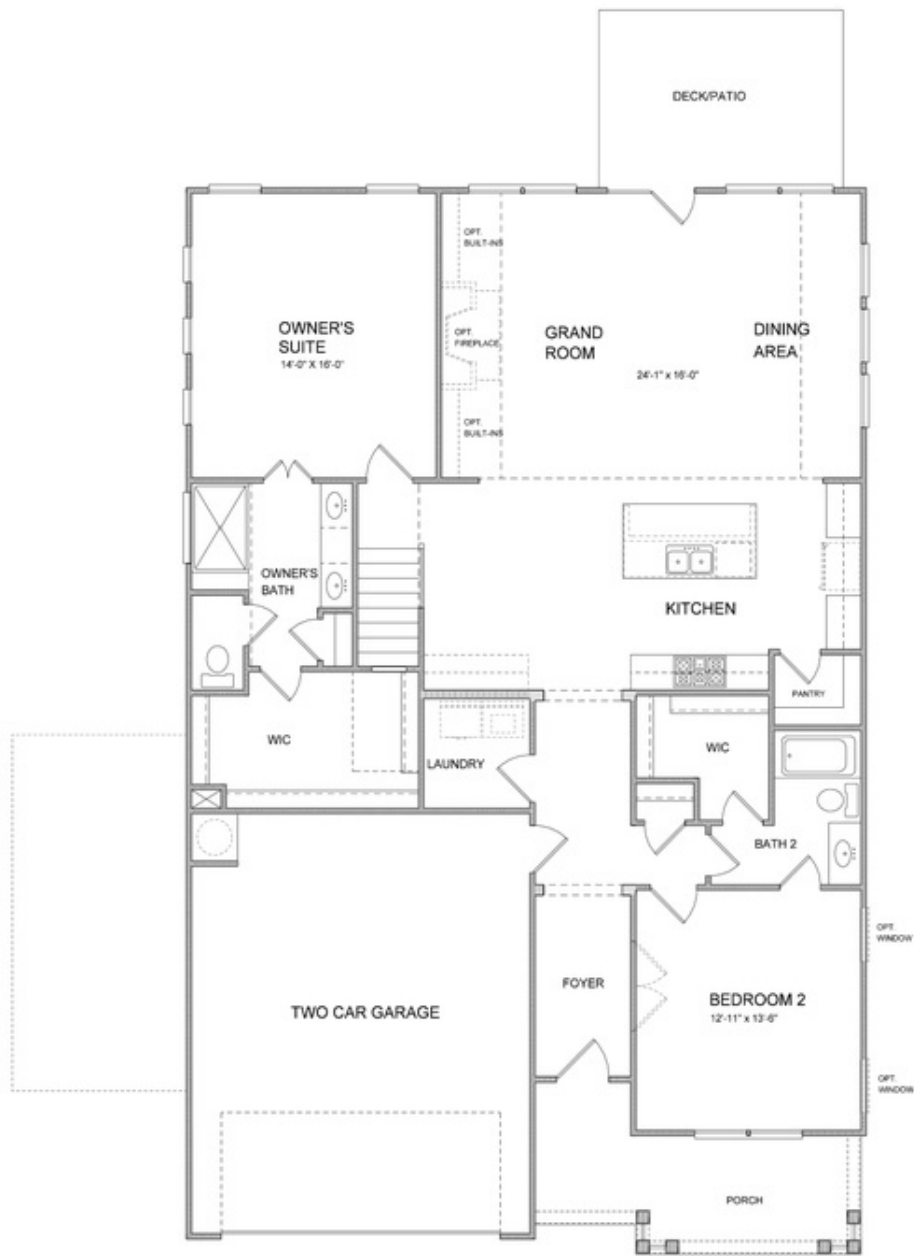 DECK/PATIO
OPT.
BUILT-INS
OWNER'S
SUITE
14'-0" X 16'-0"
OPT.
FIREPLACE
GRAND
ROOM
DINING
AREA
24'-1" x 16'-0"
OPT.
BUILT-INS
OWNER'S
BATH
KITCHEN
PANTRY
WIC
LAUNDRY
WIC
BATH 2
OPT.
WINDOW
FOYER
BEDROOM 2
12'-11" x 13'-6"
TWO CAR GARAGE
OPT.
WINDOW
PORCH